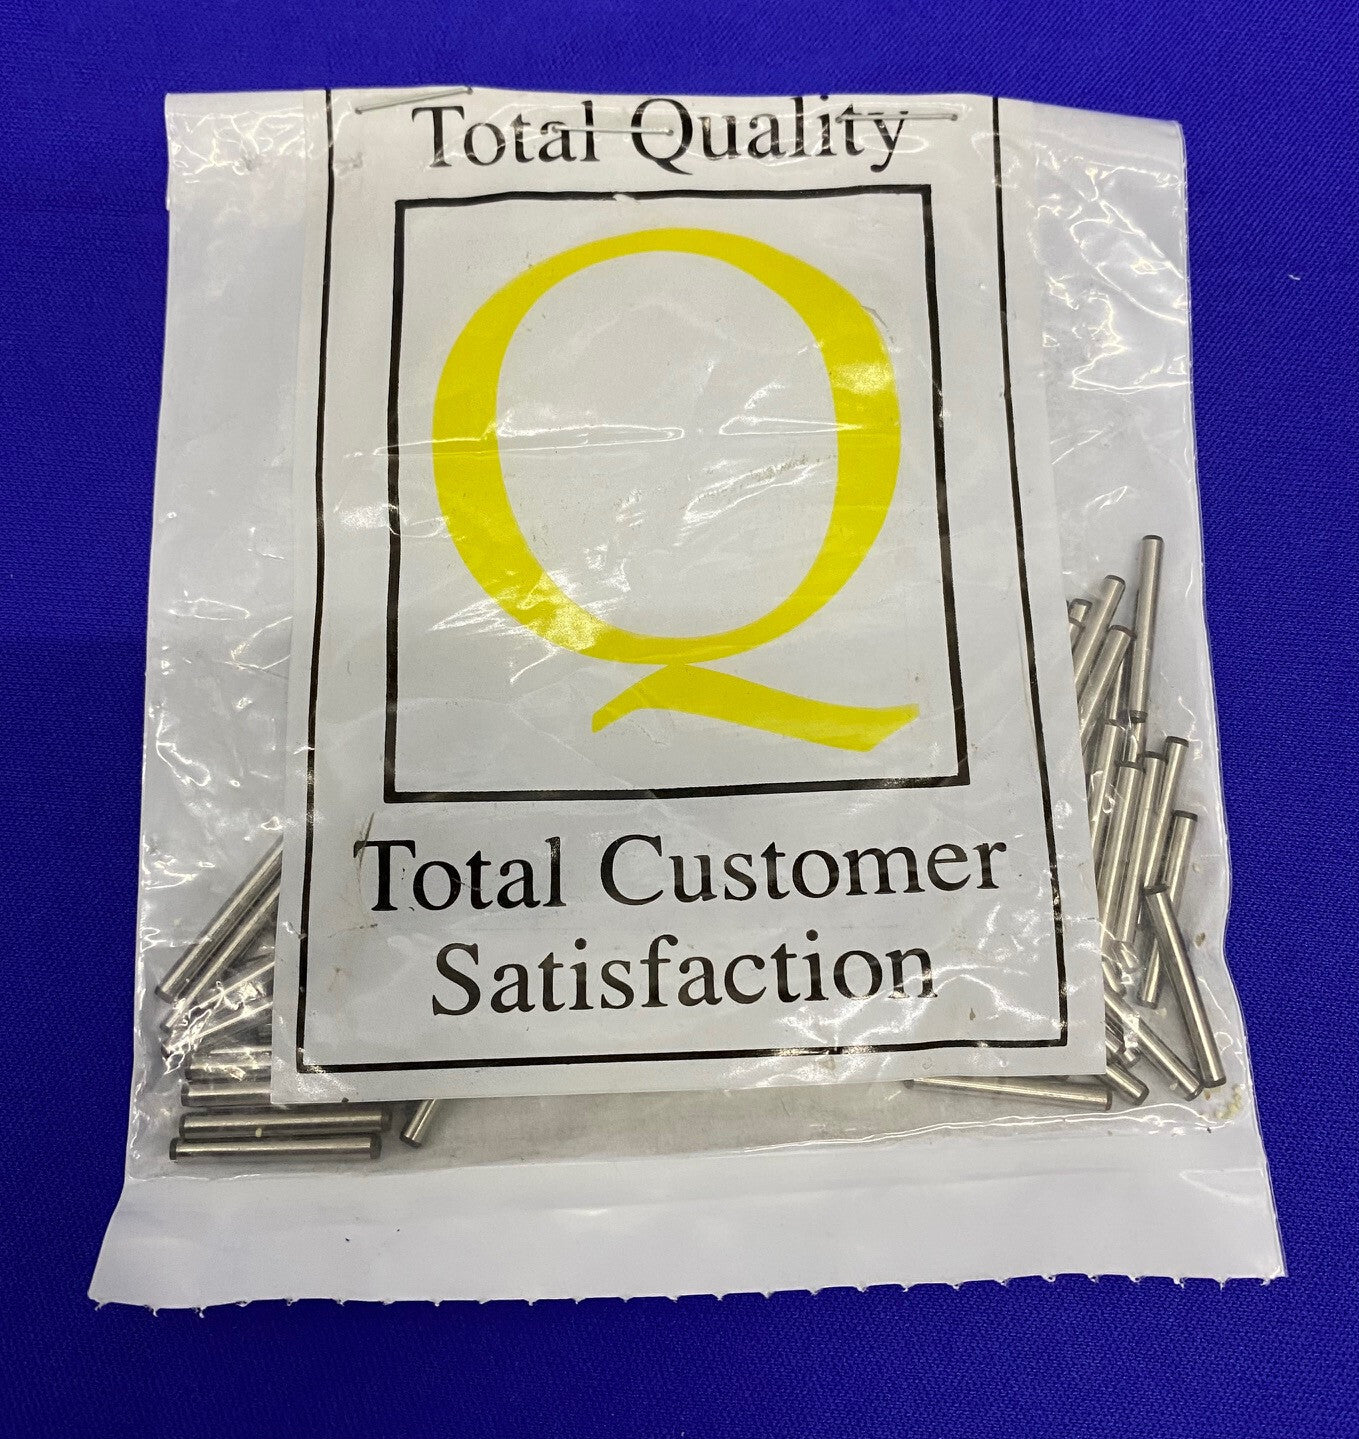 Total Quality
Q
Total Customer
Satisfaction